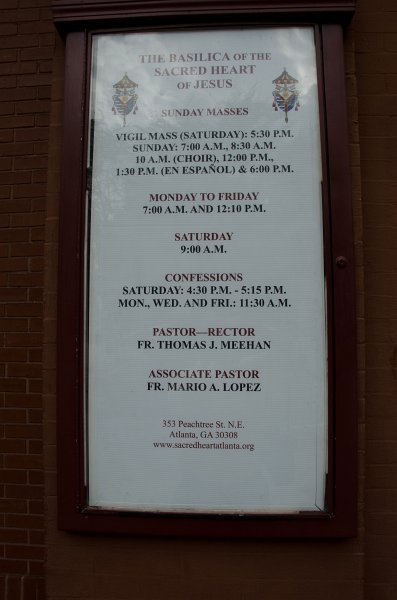 THE BASILICA OF THE
SACRED HEART
OF JESUS
SUNDAY MASSES
VIGIL MASS (SATURDAY): 5:30 P.M.
SUNDAY: 7:00 A.M., 8:30 A.M.
10 A.M. (CHOIR), 12:00 P.M.,
1:30 P.M. (EN ESPAÑOL) & 6:00 P.M.
MONDAY TO FRIDAY
7:00 A.M. AND 12:10 P.M.
SATURDAY
9:00 A.M.
CONFESSIONS
SATURDAY: 4:30 P.M. - 5:15 P.M.
MON., WED. AND FRI.: 11:30 A.M.
PASTOR—RECTOR
FR. THOMAS J. MEEHAN
ASSOCIATE PASTOR
FR. MARIO A. LOPEZ
353 Peachtree St. N.E.
Atlanta, GA 30308
www.sacredheartatlanta.org